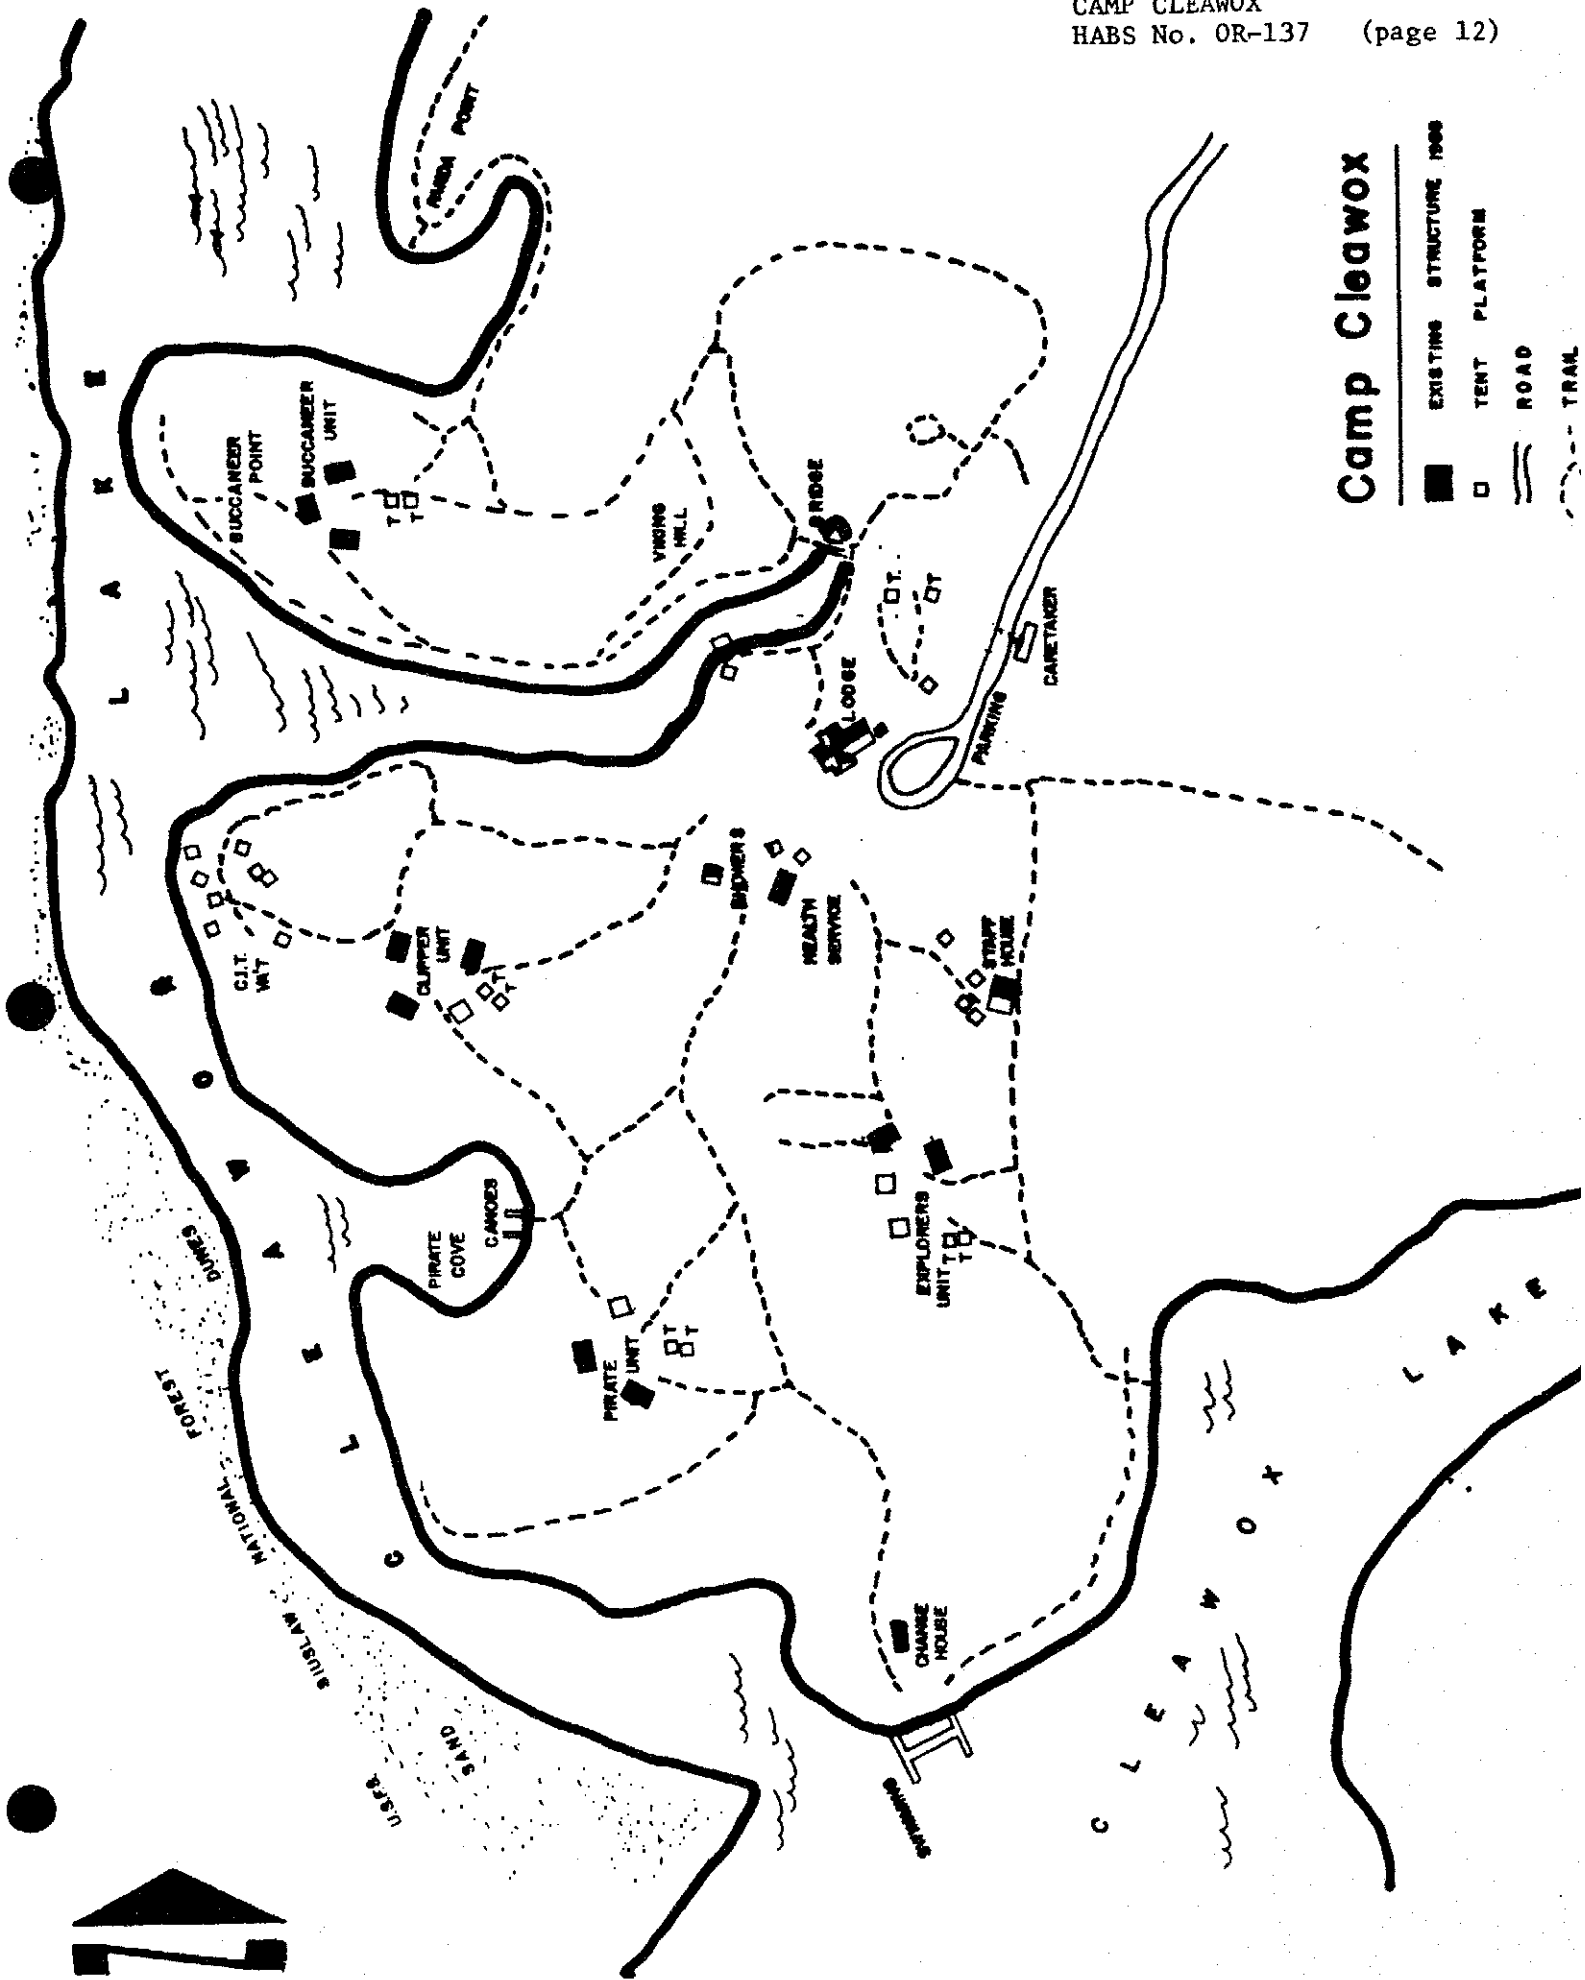 CAMP CLEAWOX
HABS No. OR-137 (page 12)
Camp Cleawox
EXISTING STRUCTURE
TENT PLATFORM
ROAD
TRAIL
CLEAWOX LAKE
CLEAWOX LAKE
U.S.F.S.
SIUSLAW NATIONAL FOREST
SAND DUNES
POINT
BUCCANEER
POINT
BUCCANEER
UNIT
T
T
VIKING
HILL
BRIDGE
T
T
LODGE
CARETAKER
PARKING
SHOWERS
HEALTH
SERVICE
C.I.T.
CLIPPER
UNIT
T
T
STAFF
HOUSE
PIRATE
COVE
CANOES
EXPLORERS
UNIT
T
T
PIRATE
UNIT
T
T
CHANGE
HOUSE
SWIMMING
N